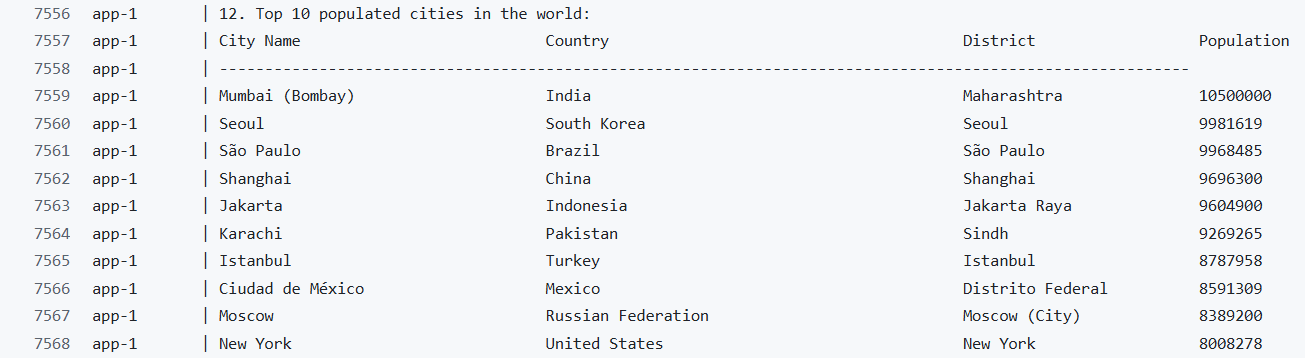 7556 app-1 | 12. Top 10 populated cities in the world:
7557 app-1 | City Name Country District Population
7558 app-1 | -----------------------------------------------------------------------------------------------------------
7559 app-1 | Mumbai (Bombay) India Maharashtra 10500000
7560 app-1 | Seoul South Korea Seoul 9981619
7561 app-1 | São Paulo Brazil São Paulo 9968485
7562 app-1 | Shanghai China Shanghai 9696300
7563 app-1 | Jakarta Indonesia Jakarta Raya 9604900
7564 app-1 | Karachi Pakistan Sindh 9269265
7565 app-1 | Istanbul Turkey Istanbul 8787958
7566 app-1 | Ciudad de México Mexico Distrito Federal 8591309
7567 app-1 | Moscow Russian Federation Moscow (City) 8389200
7568 app-1 | New York United States New York 8008278